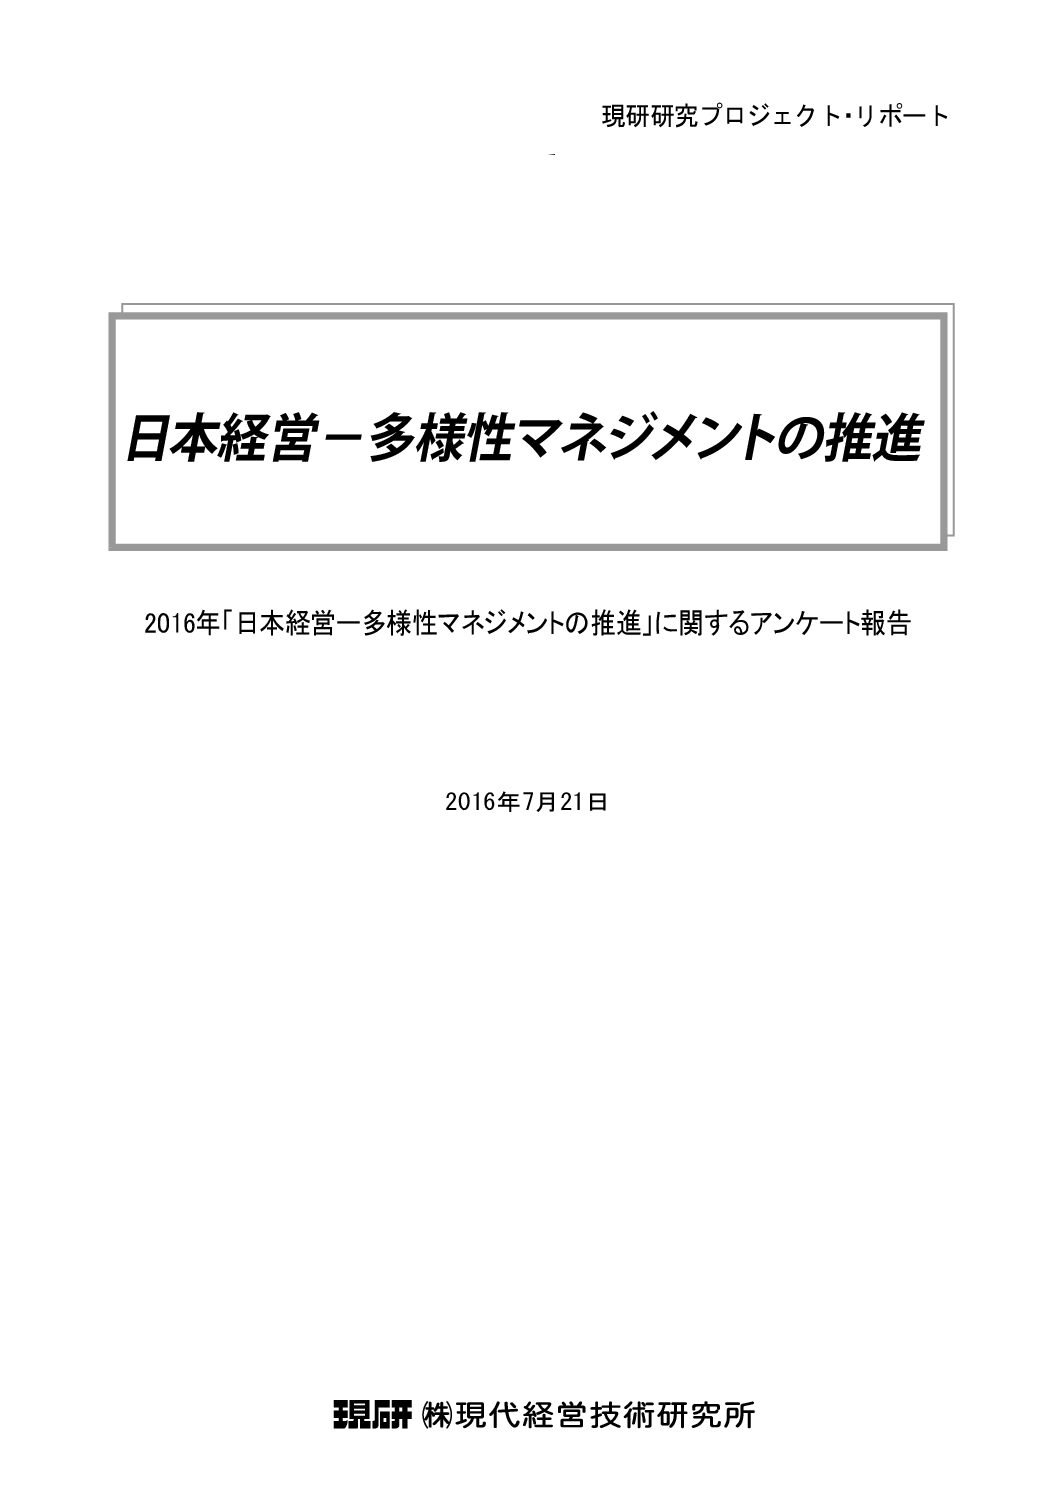 現研研究プロジェクト・リポート
日本経営－多様性マネジメントの推進
2016年「日本経営－多様性マネジメントの推進」に関するアンケート報告
2016年7月21日
現研 ㈱現代経営技術研究所